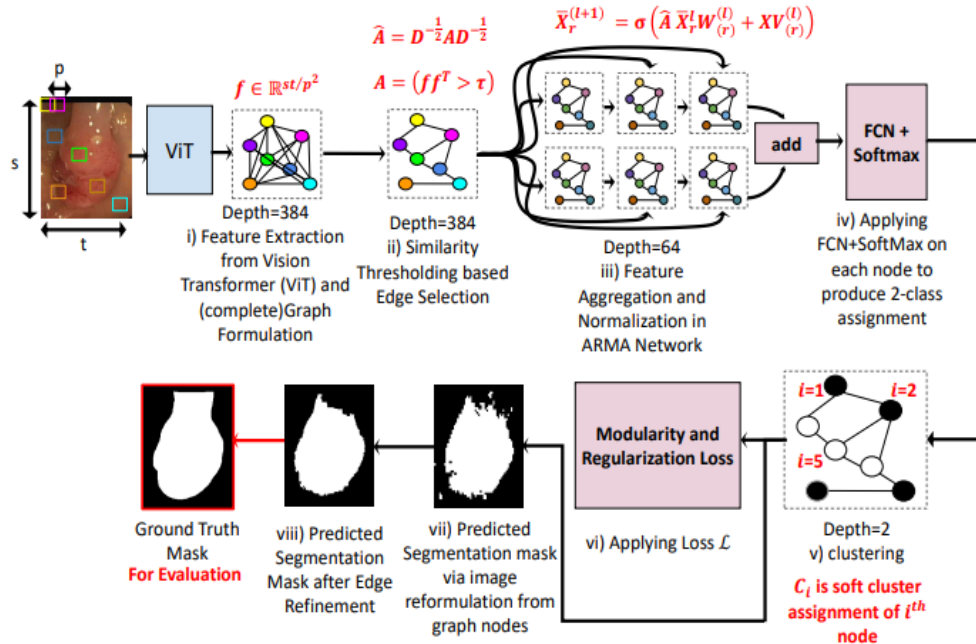 p
s
t
ViT
f ∈ ℝ^{st/p^2}
Â = D^{-1/2}AD^{-1/2}
A = (ff^T > τ)
X̄_r^{(l+1)} = σ(Â X̄_r^l W_{(r)}^{(l)} + XV_{(r)}^{(l)})
add
FCN +
Softmax
Depth=384
i) Feature Extraction
from Vision
Transformer (ViT) and
(complete)Graph
Formulation
Depth=384
ii) Similarity
Thresholding based
Edge Selection
Depth=64
iii) Feature
Aggregation and
Normalization in
ARMA Network
iv) Applying
FCN+SoftMax on
each node to
produce 2-class
assignment
Ground Truth
Mask
For Evaluation
viii) Predicted
Segmentation
Mask after Edge
Refinement
vii) Predicted
Segmentation mask
via image
reformulation from
graph nodes
Modularity and
Regularization Loss
vi) Applying Loss ℒ
i=1
i=2
i=5
Depth=2
v) clustering
C_i is soft cluster
assignment of i^{th}
node